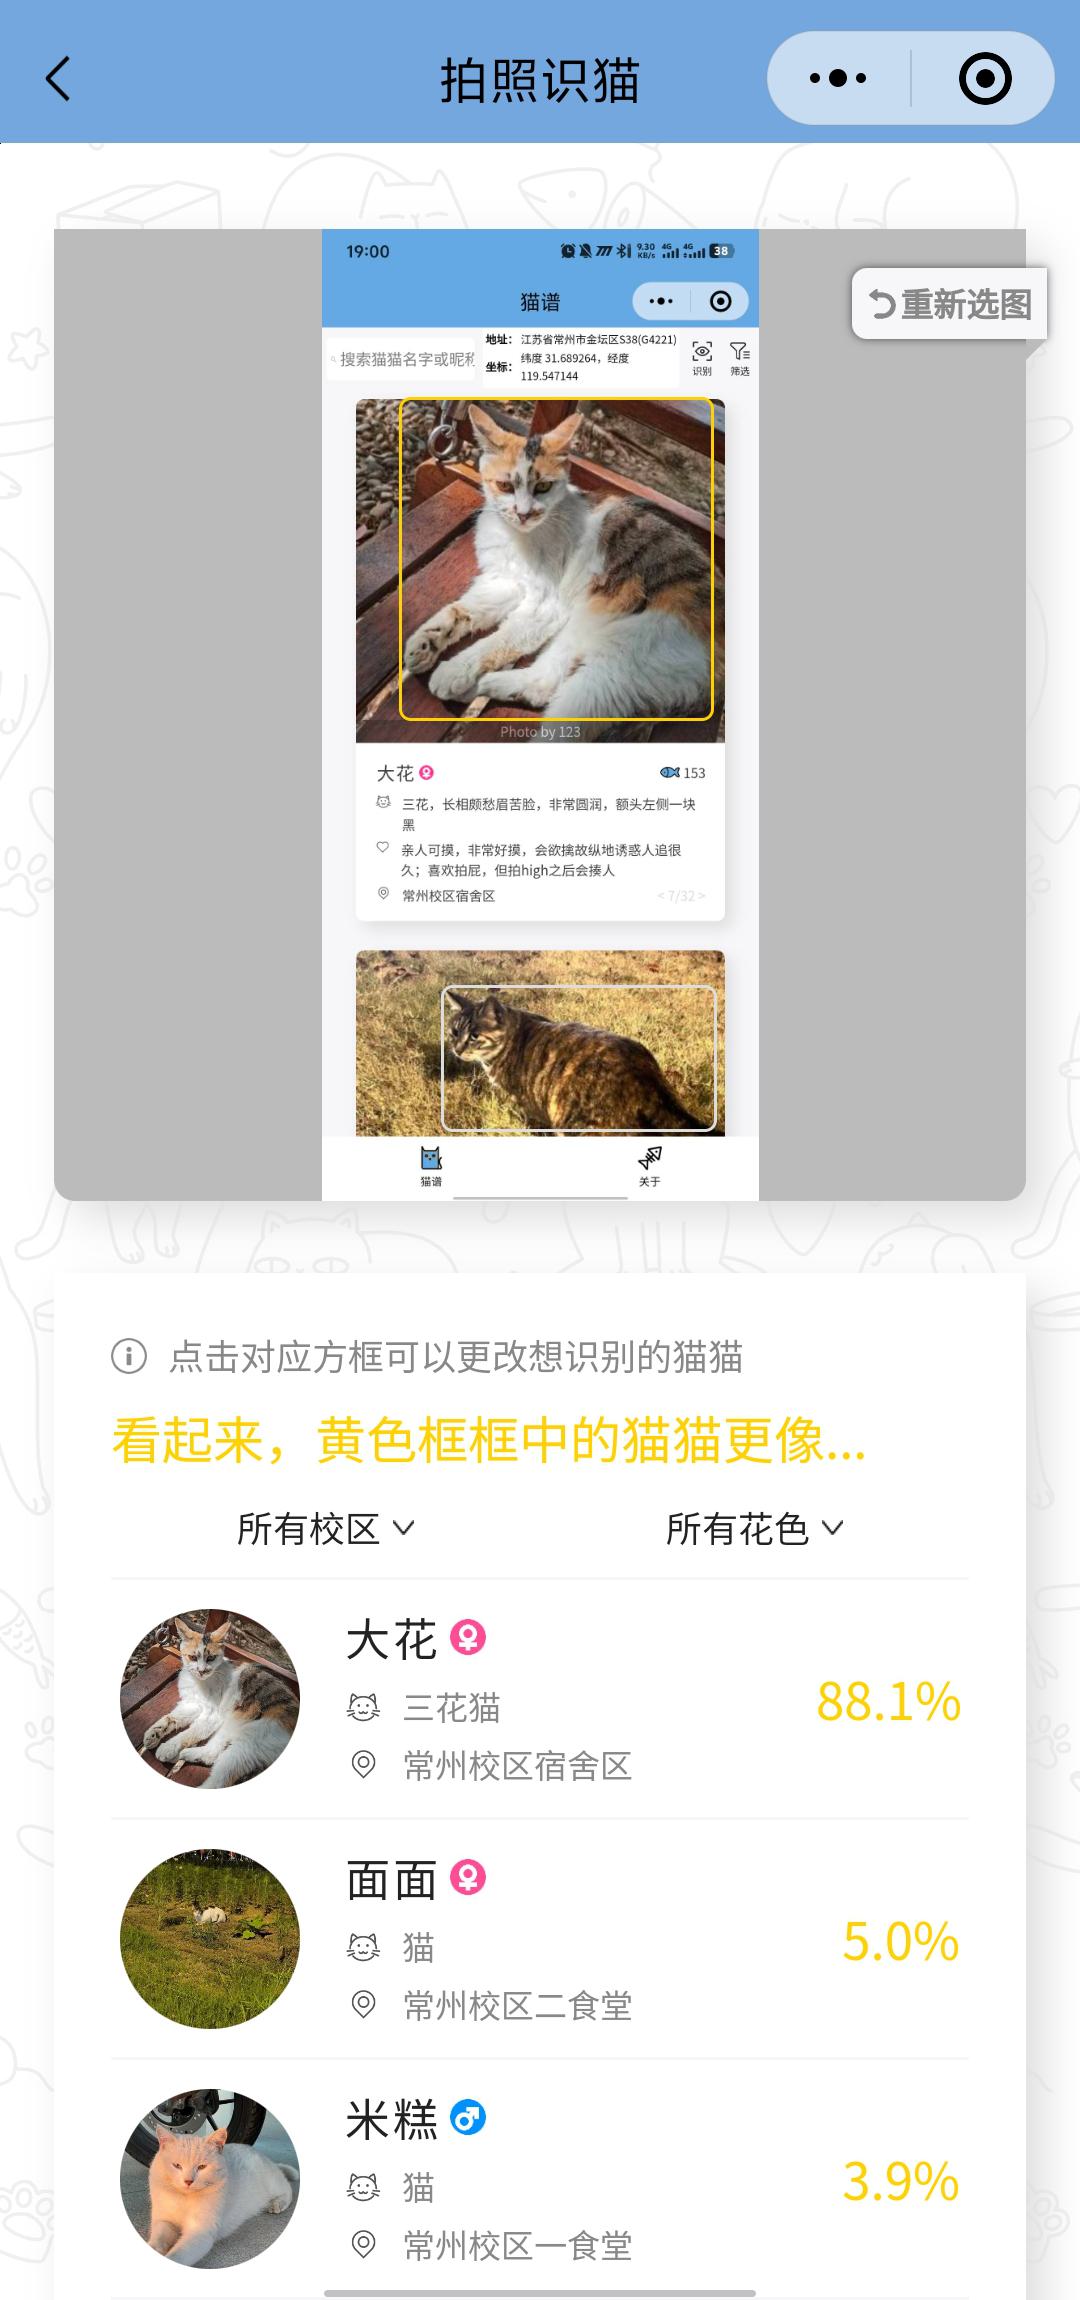 拍照识猫
19:00
9.30 KB/s 4G 4G 38
猫谱
重新选图
搜索猫猫名字或昵称
地址: 江苏省常州市金坛区S38(G4221)
坐标: 纬度 31.689264，经度 119.547144
识别
筛选
Photo by 123
大花
153
三花，长相颇愁眉苦脸，非常圆润，额头左侧一块
黑
亲人可摸，非常好摸，会欲擒故纵地诱惑人追很
久；喜欢拍屁，但拍high之后会揍人
常州校区宿舍区
< 7/32 >
猫谱
关于
点击对应方框可以更改想识别的猫猫
看起来，黄色框框中的猫猫更像...
所有校区
所有花色
大花
三花猫
常州校区宿舍区
88.1%
面面
猫
常州校区二食堂
5.0%
米糕
猫
常州校区一食堂
3.9%